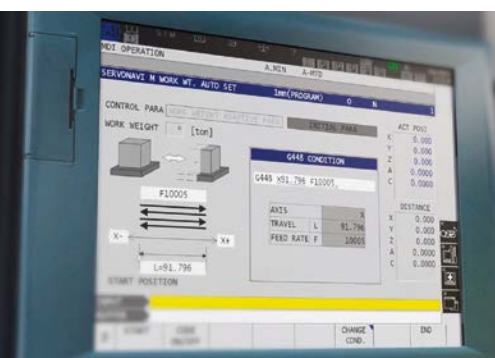 MDI OPERATION
A.MIN A-MTD
SERVONAVI M WORK WT. AUTO SET
1mm(PROGRAM) O N 1
CONTROL PARA
INITIAL PARA
WORK WEIGHT * [ton]
ACT POSI
X 0.000
Y 0.000
Z 0.000
A 0.0000
C 0.0000
G448 CONDITION
G448 X91.796 F10005
F10005
X- X+
L=91.796
AXIS X
TRAVEL L 91.796
FEED RATE F 10005
DISTANCE
X 0.000
Y 0.000
Z 0.000
A 0.0000
C 0.0000
START POSITION
CHANGE COND.
END